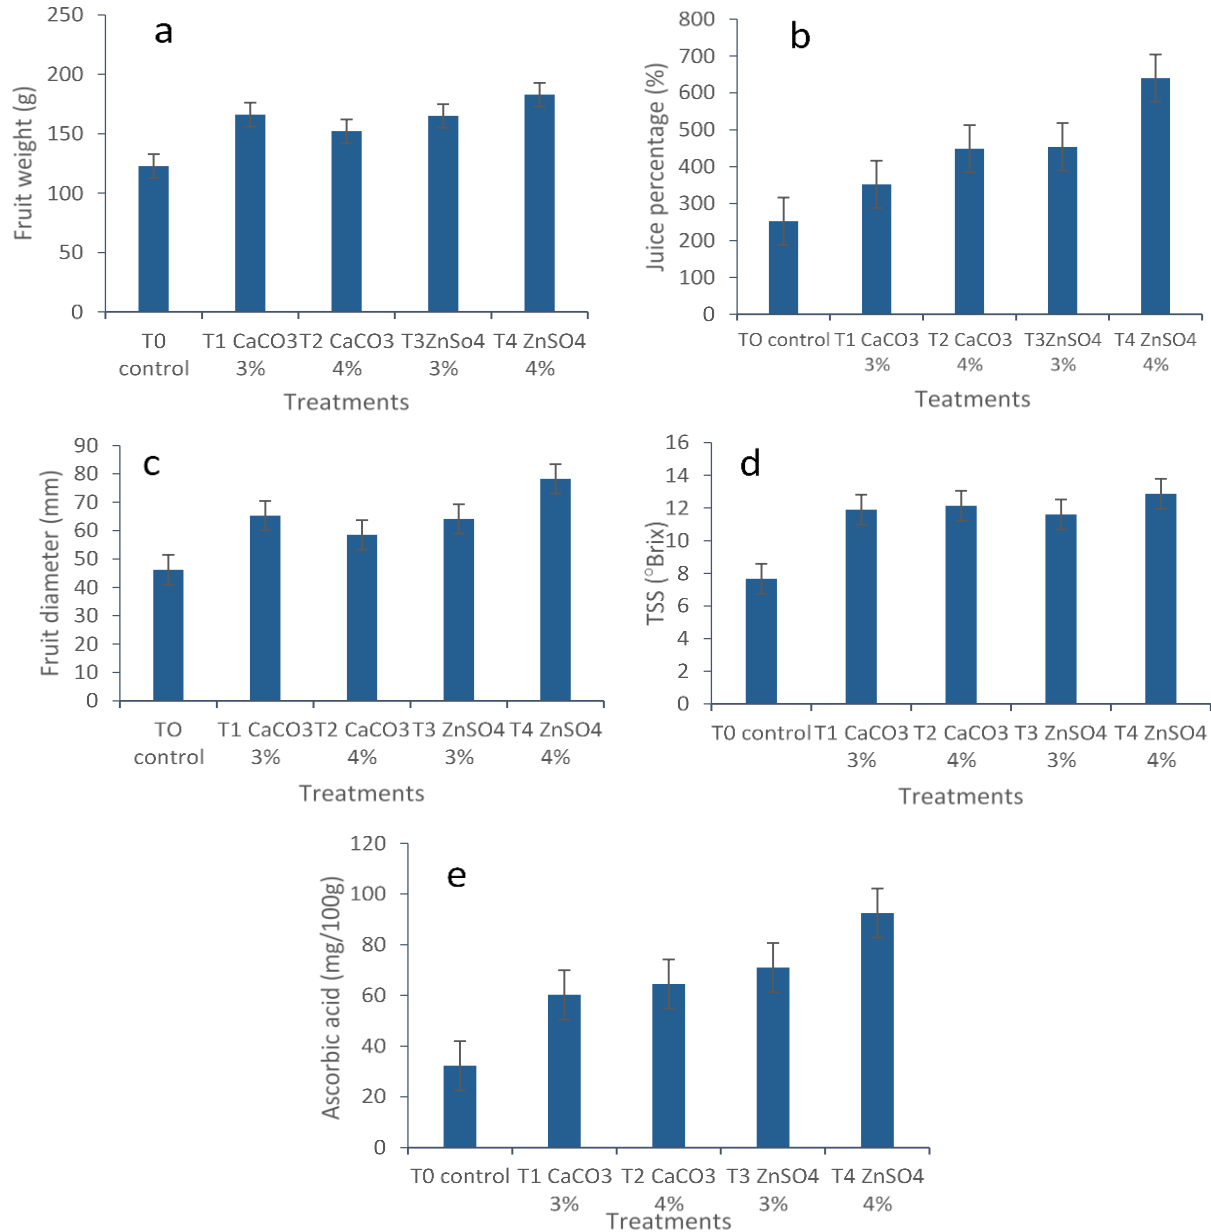 a
Fruit weight (g)
250
200
150
100
50
0
T0 control
T1 CaCO3 3%
T2 CaCO3 4%
T3ZnSo4 3%
T4 ZnSO4 4%
Treatments
b
Juice percentage (%)
800
700
600
500
400
300
200
100
0
TO control
T1 CaCO3 3%
T2 CaCO3 4%
T3ZnSO4 3%
T4 ZnSO4 4%
Teatments
c
Fruit diameter (mm)
90
80
70
60
50
40
30
20
10
0
TO control
T1 CaCO3 3%
T2 CaCO3 4%
T3 ZnSO4 3%
T4 ZnSO4 4%
Treatments
d
TSS (°Brix)
16
14
12
10
8
6
4
2
0
T0 control
T1 CaCO3 3%
T2 CaCO3 4%
T3 ZnSO4 3%
T4 ZnSO4 4%
Treatments
e
Ascorbic acid (mg/100g)
120
100
80
60
40
20
0
T0 control
T1 CaCO3 3%
T2 CaCO3 4%
T3 ZnSO4 3%
T4 ZnSO4 4%
Treatments